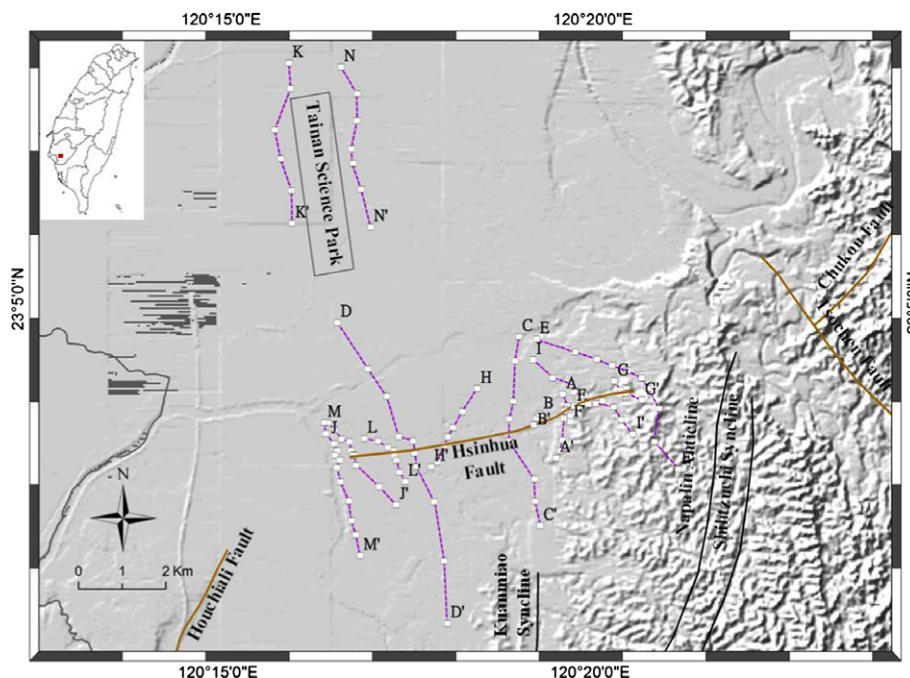 120°15'0"E
120°20'0"E
K
N
Tainan Science Park
K'
N'
23°5'0"N
Chukou Fault
D
C
E
I
H
A
G
G'
B
F
F'
B'
M
J
L
I'
A'
Hsinhua
Fault
H'
L'
J'
Napalin Anticline
Shilitzuchi Syncline
C'
N
M'
0 1 2 Km
Houchiali Fault
Kuanmiao
Syncline
D'
120°15'0"E
120°20'0"E